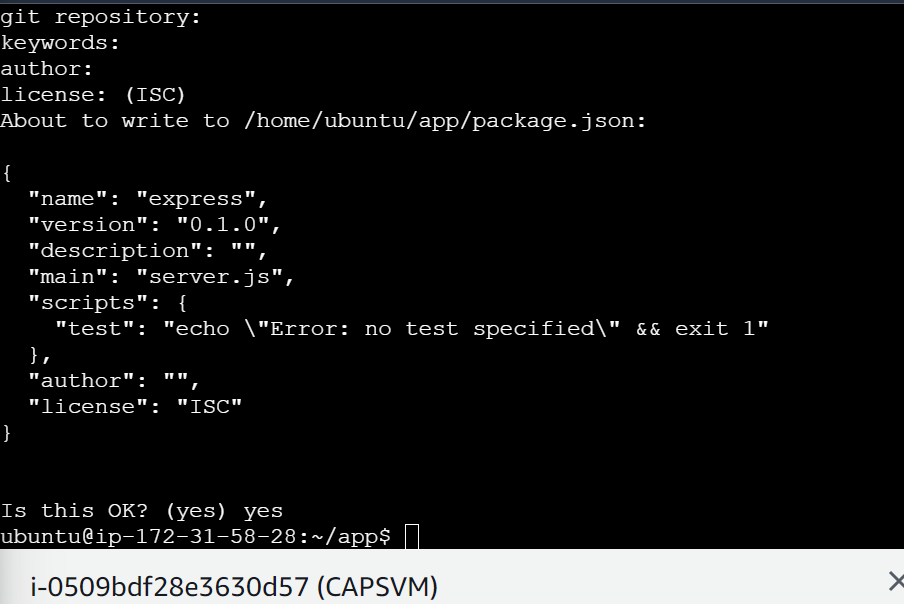 git repository:
keywords:
author:
license: (ISC)
About to write to /home/ubuntu/app/package.json:
{
  "name": "express",
  "version": "0.1.0",
  "description": "",
  "main": "server.js",
  "scripts": {
    "test": "echo \"Error: no test specified\" && exit 1"
  },
  "author": "",
  "license": "ISC"
}
Is this OK? (yes) yes
ubuntu@ip-172-31-58-28:~/app$
i-0509bdf28e3630d57 (CAPSVM)